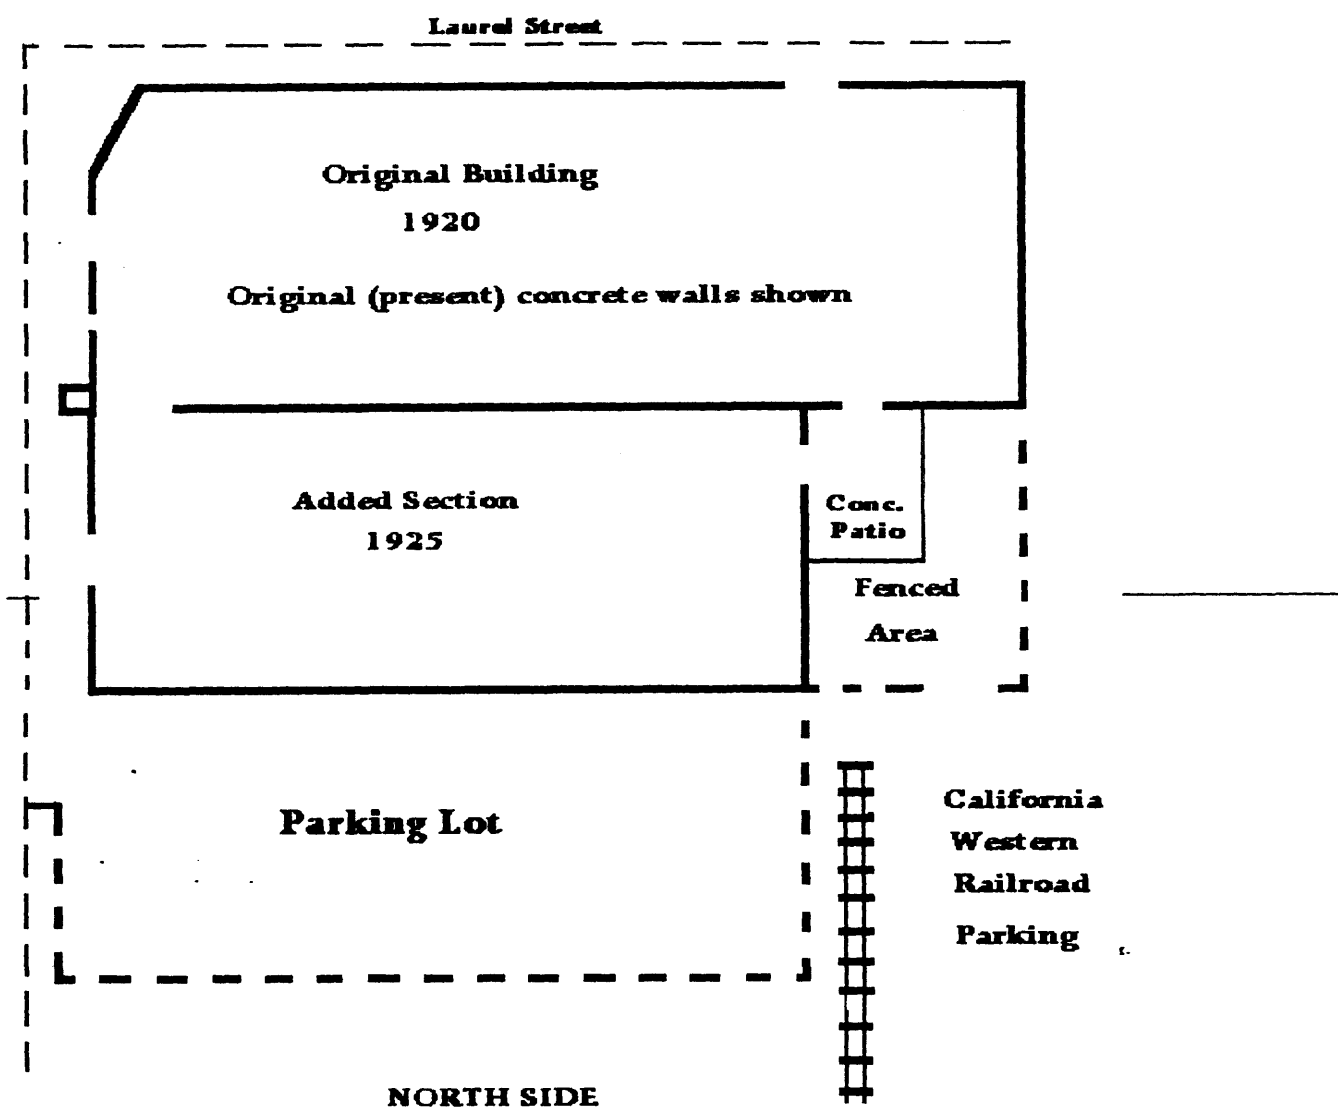 Laurel Street
Original Building
1920
Original (present) concrete walls shown
Added Section
1925
Conc.
Patio
Fenced
Area
Parking Lot
California
Western
Railroad
Parking
NORTH SIDE